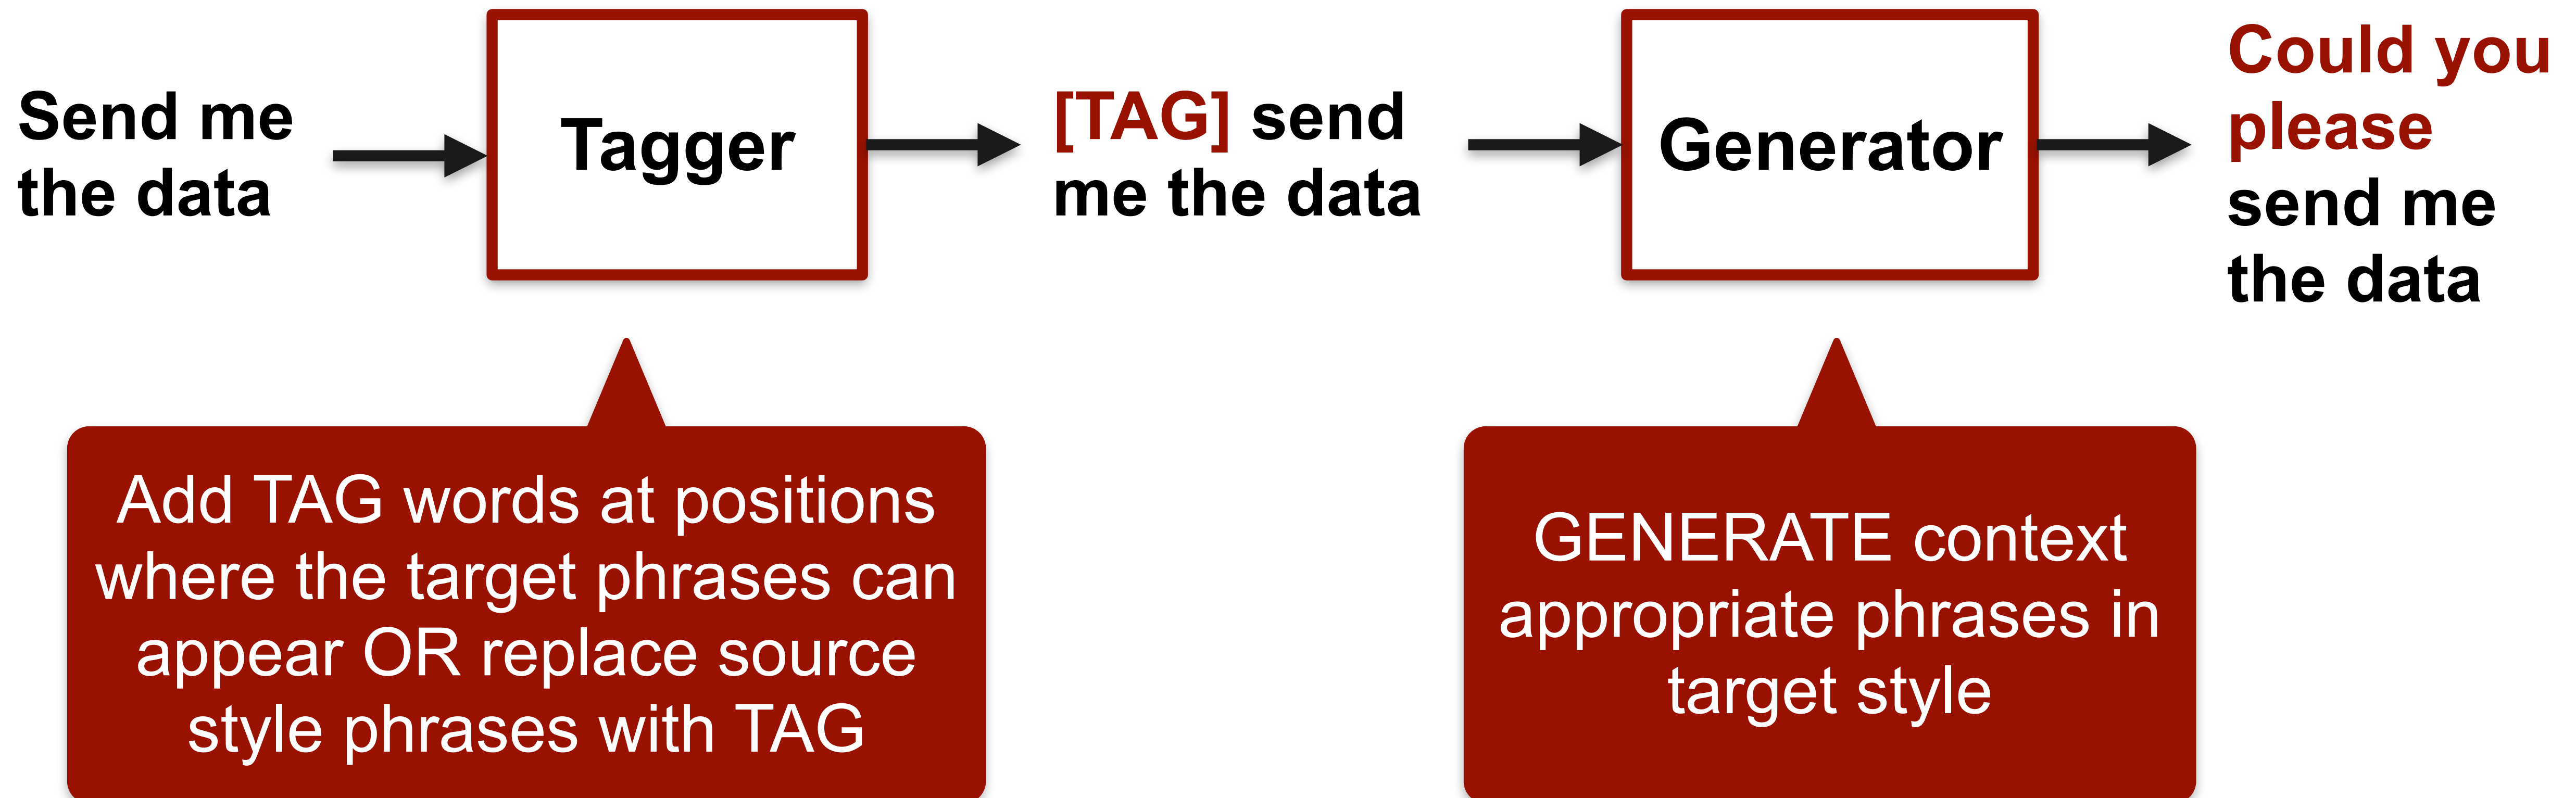 Send me
the data
Tagger
[TAG] send
me the data
Generator
Could you
please
send me
the data
Add TAG words at positions
where the target phrases can
appear OR replace source
style phrases with TAG
GENERATE context
appropriate phrases in
target style